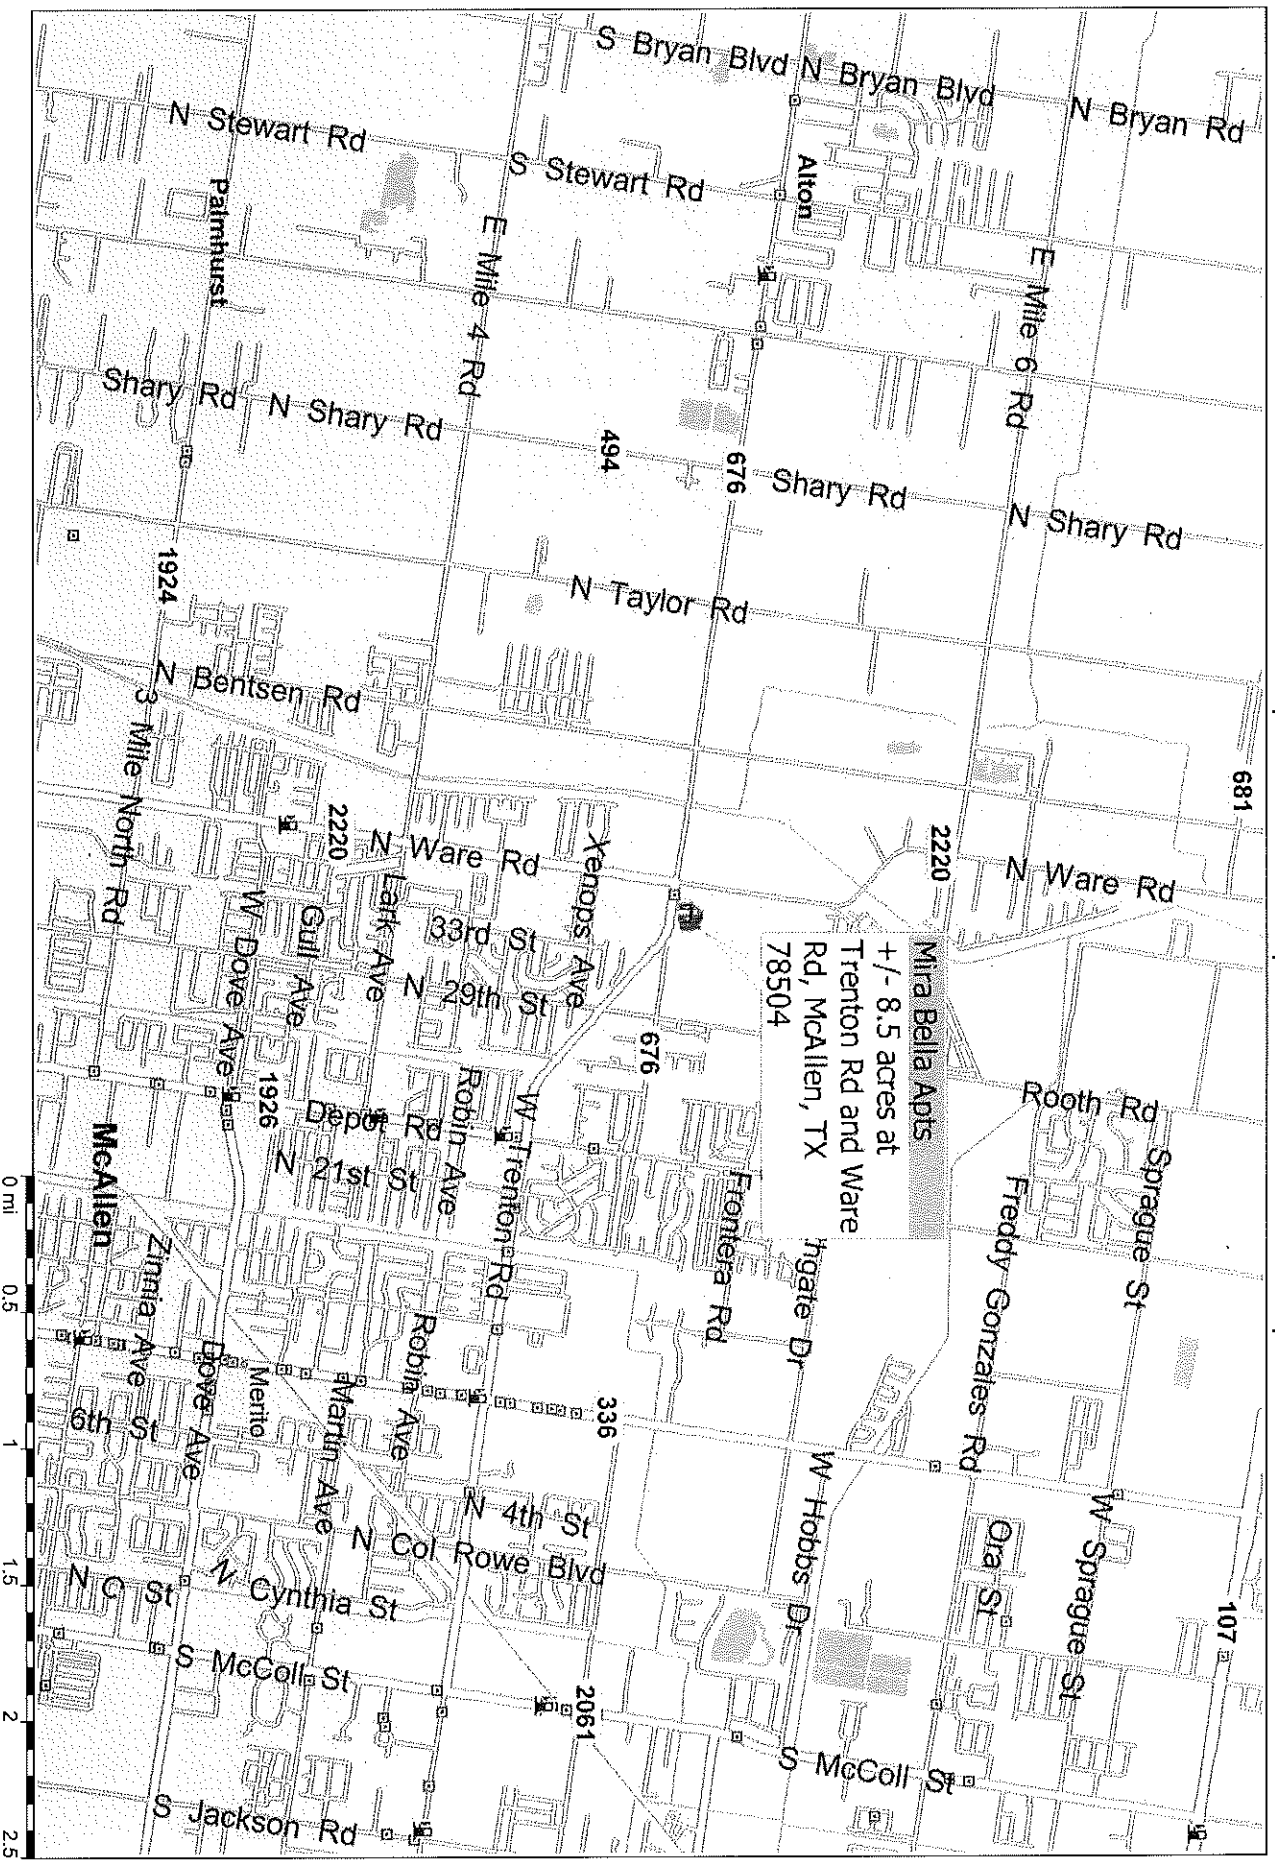 S Bryan Blvd
N Bryan Blvd
N Bryan Rd
N Stewart Rd
S Stewart Rd
Alton
Palmhurst
E Mile 4 Rd
E Mile 6 Rd
Shary Rd
N Shary Rd
494
676
Shary Rd
N Shary Rd
1924
N Taylor Rd
N Bentsen Rd
3 Mile North Rd
681
2220
N Ware Rd
Xenops Ave
2220
N Ware Rd
W Dove Ave
Gull Ave
Lark Ave
33rd St
N 29th St
Mira Bella Apts
+/- 8.5 acres at
Trenton Rd and Ware
Rd, McAllen, TX
78504
676
1926
Depot Rd
Robin Ave
W Trenton Rd
N 21st St
Frontera Rd
hgate Dr
Rooth Rd
Sprague St
Freddy Gonzales Rd
McAllen
Zinnia Ave
Dove Ave
Merito
Martin Ave
Robin Ave
336
6th St
N 4th St
N Col Rowe Blvd
W Hobbs Dr
Ora St
W Sprague St
107
N C St
N Cynthia St
S McColl St
2061
S McColl St
S Jackson Rd
0 mi
0.5
1
1.5
2
2.5